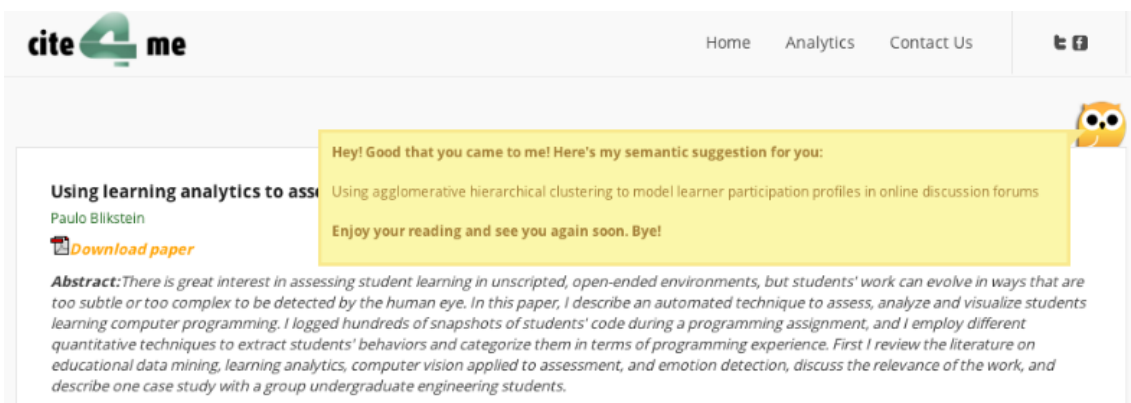 cite 4 me
Home Analytics Contact Us
Hey! Good that you came to me! Here's my semantic suggestion for you:
Using learning analytics to asse
Using agglomerative hierarchical clustering to model learner participation profiles in online discussion forums
Paulo Blikstein
Enjoy your reading and see you again soon. Bye!
Download paper
Abstract:There is great interest in assessing student learning in unscripted, open-ended environments, but students' work can evolve in ways that are
too subtle or too complex to be detected by the human eye. In this paper, I describe an automated technique to assess, analyze and visualize students
learning computer programming. I logged hundreds of snapshots of students' code during a programming assignment, and I employ different
quantitative techniques to extract students' behaviors and categorize them in terms of programming experience. First I review the literature on
educational data mining, learning analytics, computer vision applied to assessment, and emotion detection, discuss the relevance of the work, and
describe one case study with a group undergraduate engineering students.